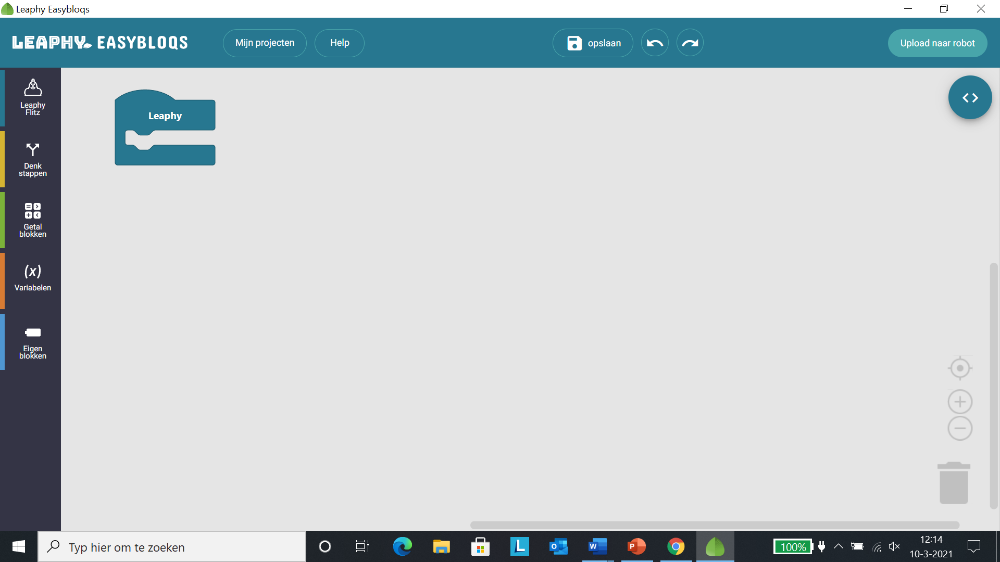 Leaphy Easybloqs
LEAPHY EASYBLOQS
Mijn projecten
Help
opslaan
Upload naar robot
Leaphy
Flitz
Denk
stappen
Getal
blokken
(x)
Variabelen
Eigen
blokken
Leaphy
< >
Typ hier om te zoeken
L
O
W
P
100%
12:14
10-3-2021